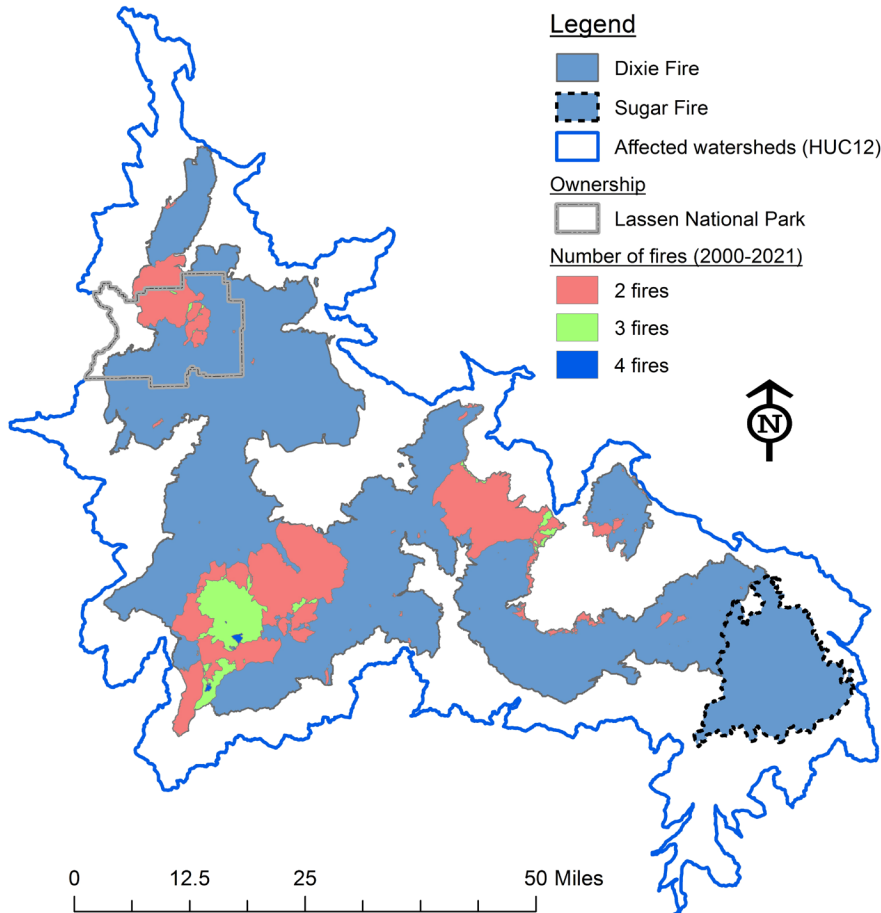 Legend
Dixie Fire
Sugar Fire
Affected watersheds (HUC12)
Ownership
Lassen National Park
Number of fires (2000-2021)
2 fires
3 fires
4 fires
N
0 12.5 25 50 Miles